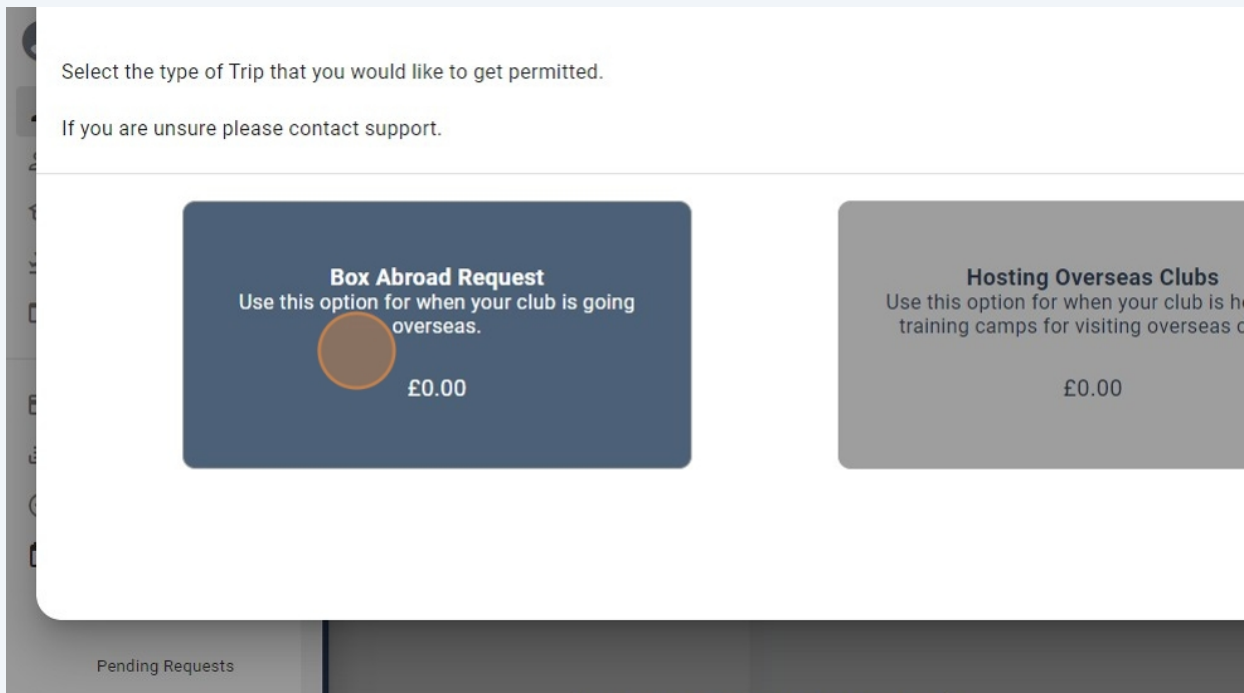 Select the type of Trip that you would like to get permitted.
If you are unsure please contact support.
Box Abroad Request
Use this option for when your club is going
overseas.
£0.00
Hosting Overseas Clubs
Use this option for when your club is
training camps for visiting overseas
£0.00
Pending Requests